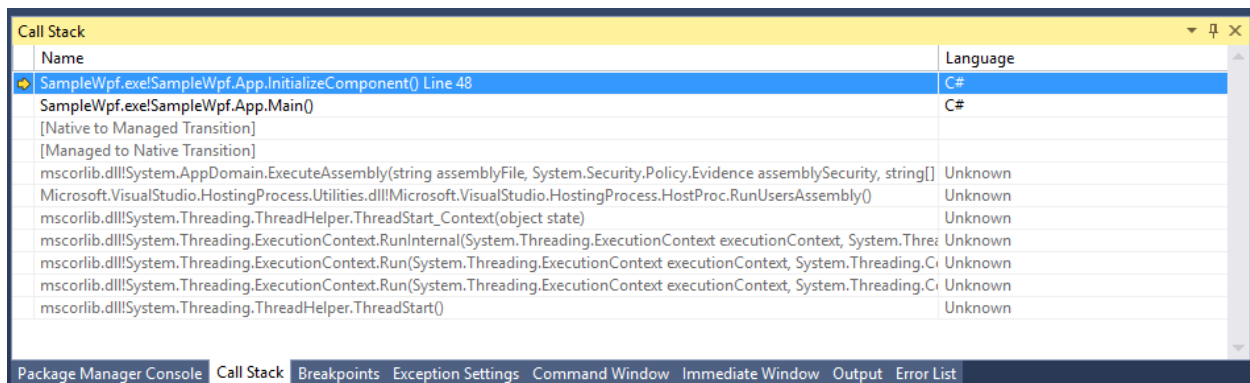 Call Stack
Name Language
SampleWpf.exe!SampleWpf.App.InitializeComponent() Line 48 C#
SampleWpf.exe!SampleWpf.App.Main() C#
[Native to Managed Transition]
[Managed to Native Transition]
mscorlib.dll!System.AppDomain.ExecuteAssembly(string assemblyFile, System.Security.Policy.Evidence assemblySecurity, string[] Unknown
Microsoft.VisualStudio.HostingProcess.Utilities.dll!Microsoft.VisualStudio.HostingProcess.HostProc.RunUsersAssembly() Unknown
mscorlib.dll!System.Threading.ThreadHelper.ThreadStart_Context(object state) Unknown
mscorlib.dll!System.Threading.ExecutionContext.RunInternal(System.Threading.ExecutionContext executionContext, System.Threa Unknown
mscorlib.dll!System.Threading.ExecutionContext.Run(System.Threading.ExecutionContext executionContext, System.Threading.C Unknown
mscorlib.dll!System.Threading.ExecutionContext.Run(System.Threading.ExecutionContext executionContext, System.Threading.C Unknown
mscorlib.dll!System.Threading.ThreadHelper.ThreadStart() Unknown
Package Manager Console Call Stack Breakpoints Exception Settings Command Window Immediate Window Output Error List